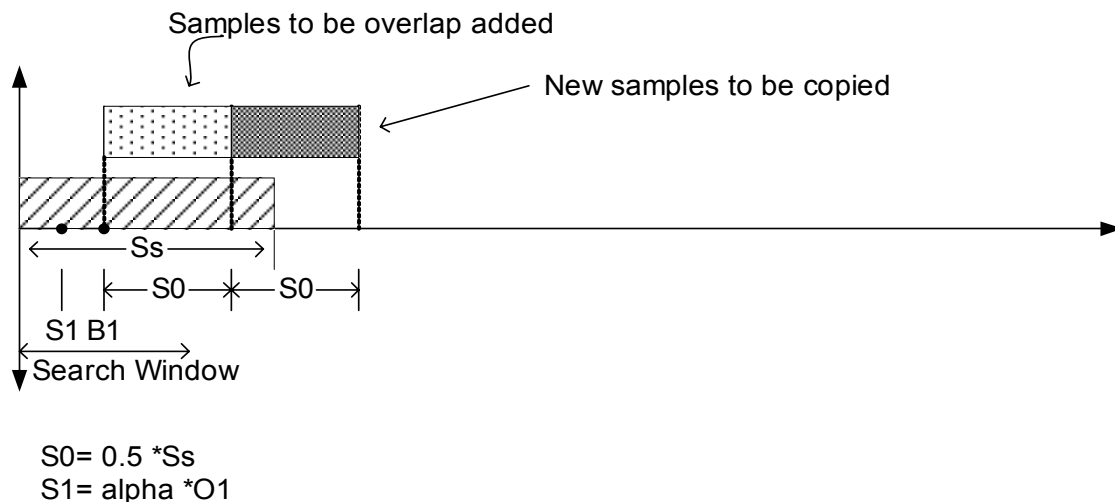 Samples to be overlap added
New samples to be copied
Ss
S0 S0
S1 B1
Search Window
S0= 0.5 *Ss
S1= alpha *O1